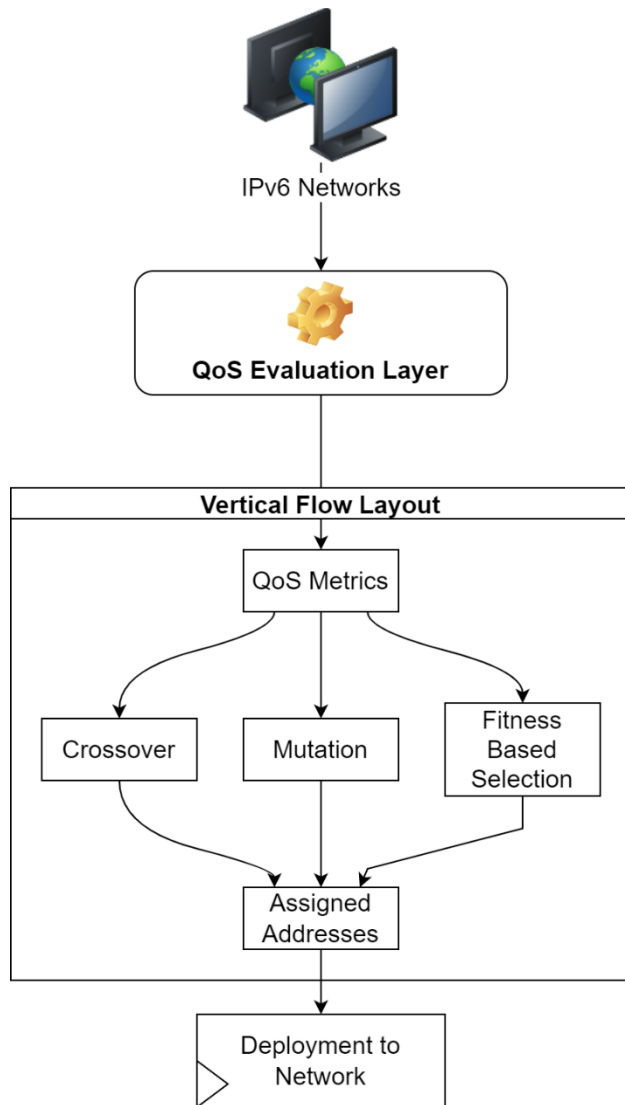 IPv6 Networks
QoS Evaluation Layer
Vertical Flow Layout
QoS Metrics
Crossover
Mutation
Fitness
Based
Selection
Assigned
Addresses
Deployment to
Network